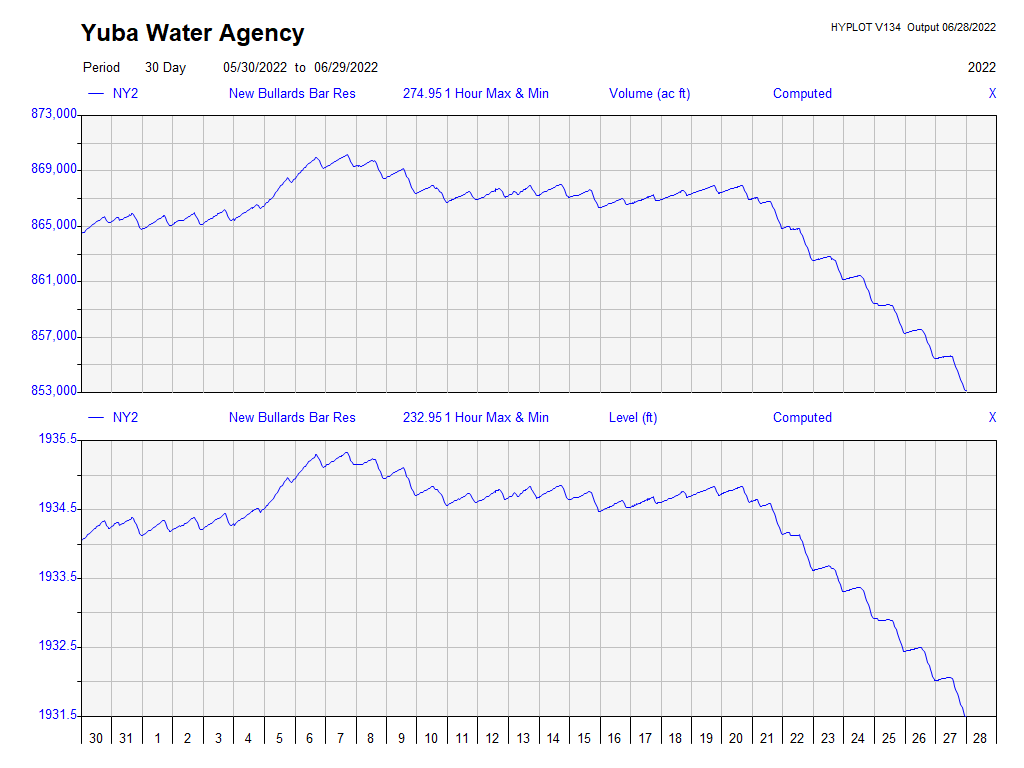 Yuba Water Agency
HYPLOT V134 Output 06/28/2022
Period 30 Day 05/30/2022 to 06/29/2022 2022
NY2 New Bullards Bar Res 274.95 1 Hour Max & Min Volume (ac ft) Computed X
873,000
869,000
865,000
861,000
857,000
853,000
NY2 New Bullards Bar Res 232.95 1 Hour Max & Min Level (ft) Computed X
1935.5
1934.5
1933.5
1932.5
1931.5
30 31 1 2 3 4 5 6 7 8 9 10 11 12 13 14 15 16 17 18 19 20 21 22 23 24 25 26 27 28